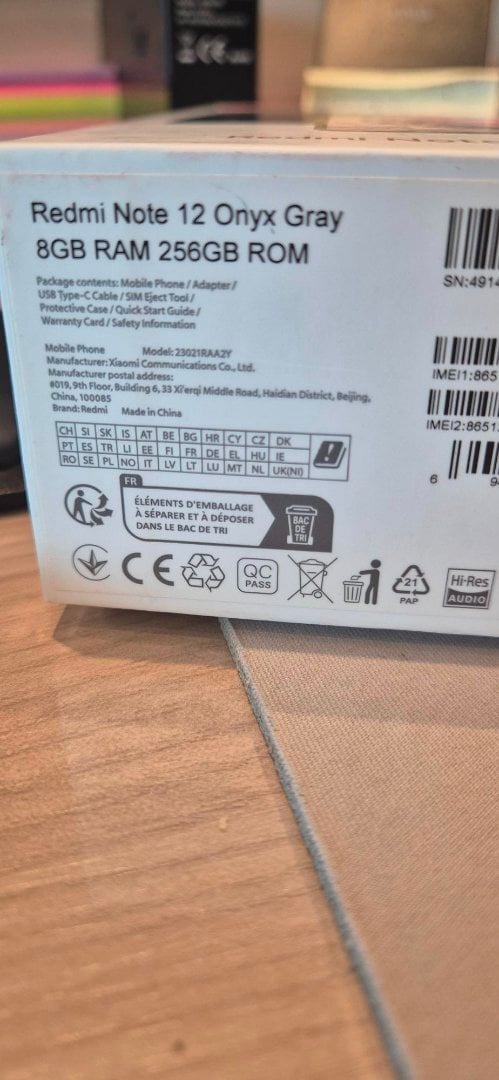 Redmi Note
Redmi Note 12 Onyx Gray
8GB RAM 256GB ROM
Package contents: Mobile Phone / Adapter /
USB Type-C Cable / SIM Eject Tool /
Protective Case / Quick Start Guide /
Warranty Card / Safety Information
Mobile Phone Model: 23021RAA2Y
Manufacturer: Xiaomi Communications Co., Ltd.
Manufacturer postal address:
#019, 9th Floor, Building 6, 33 Xi'erqi Middle Road, Haidian District, Beijing,
China, 100085
Brand: Redmi Made in China
CH SI SK IS AT BE BG HR CY CZ DK
PT ES TR LI EE FI FR DE EL HU IE
RO SE PL NO IT LV LT LU MT NL UK(NI)
FR
ÉLÉMENTS D'EMBALLAGE
À SÉPARER ET À DÉPOSER
DANS LE BAC DE TRI
BAC
DE
TRI
CE
QC
PASS
21
PAP
Hi-Res
AUDIO
SN:4914
IMEI1:865
IMEI2:8651
6 9
CE